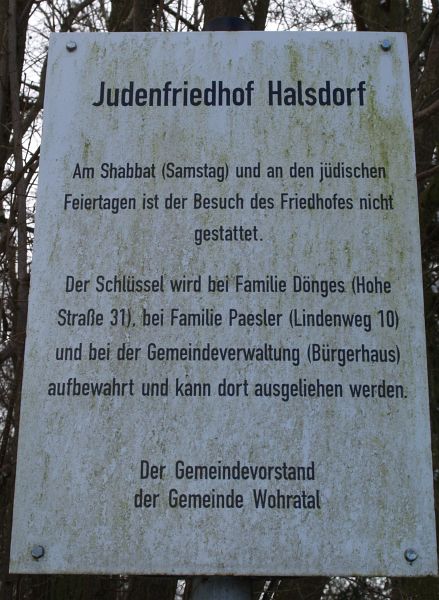 Judenfriedhof Halsdorf
Am Shabbat (Samstag) und an den jüdischen
Feiertagen ist der Besuch des Friedhofes nicht
gestattet.
Der Schlüssel wird bei Familie Dönges (Hohe
Straße 31), bei Familie Paesler (Lindenweg 10)
und bei der Gemeindeverwaltung (Bürgerhaus)
aufbewahrt und kann dort ausgeliehen werden.
Der Gemeindevorstand
der Gemeinde Wohratal